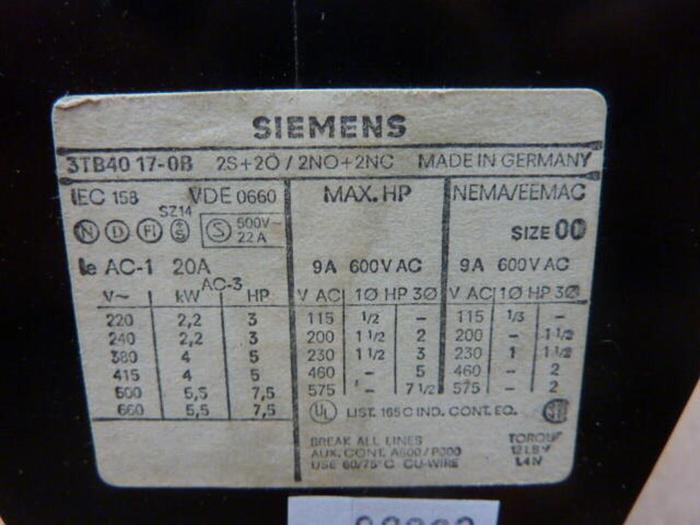 SIEMENS
3TB40 17-0B 2S+2Ö / 2NO+2NC MADE IN GERMANY
IEC 158 VDE 0660 MAX. HP NEMA/EEMAC
SZ14
N D FI S S 500V~ 22A SIZE 00
Ie AC-1 20A 9A 600V AC 9A 600V AC
AC-3
V~ kW HP V AC 1Ø HP 3Ø V AC 1Ø HP 3Ø
220 2,2 3 115 1/2 – 115 1/3 –
240 2,2 3 200 1 1/2 2 200 – 1 1/2
380 4 5 230 1 1/2 3 230 1 1 1/2
415 4 5 460 – 5 460 – 2
500 5,5 7,5 575 – 7 1/2 575 – 2
660 5,5 7,5
UL LIST. 165C IND. CONT. EQ.
BREAK ALL LINES TORQUE
AUX. CONT. A600 / P300 12 LB
USE 60/75°C CU-WIRE 1.4 N